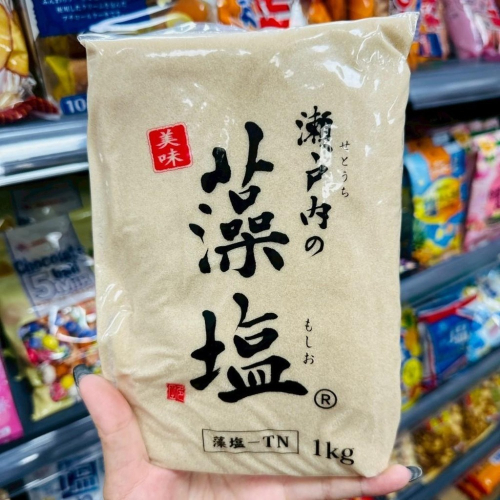 瀬戸内の
せとうち
藻塩
もしお
®
美味
藻塩-TN
1kg
Chocolate